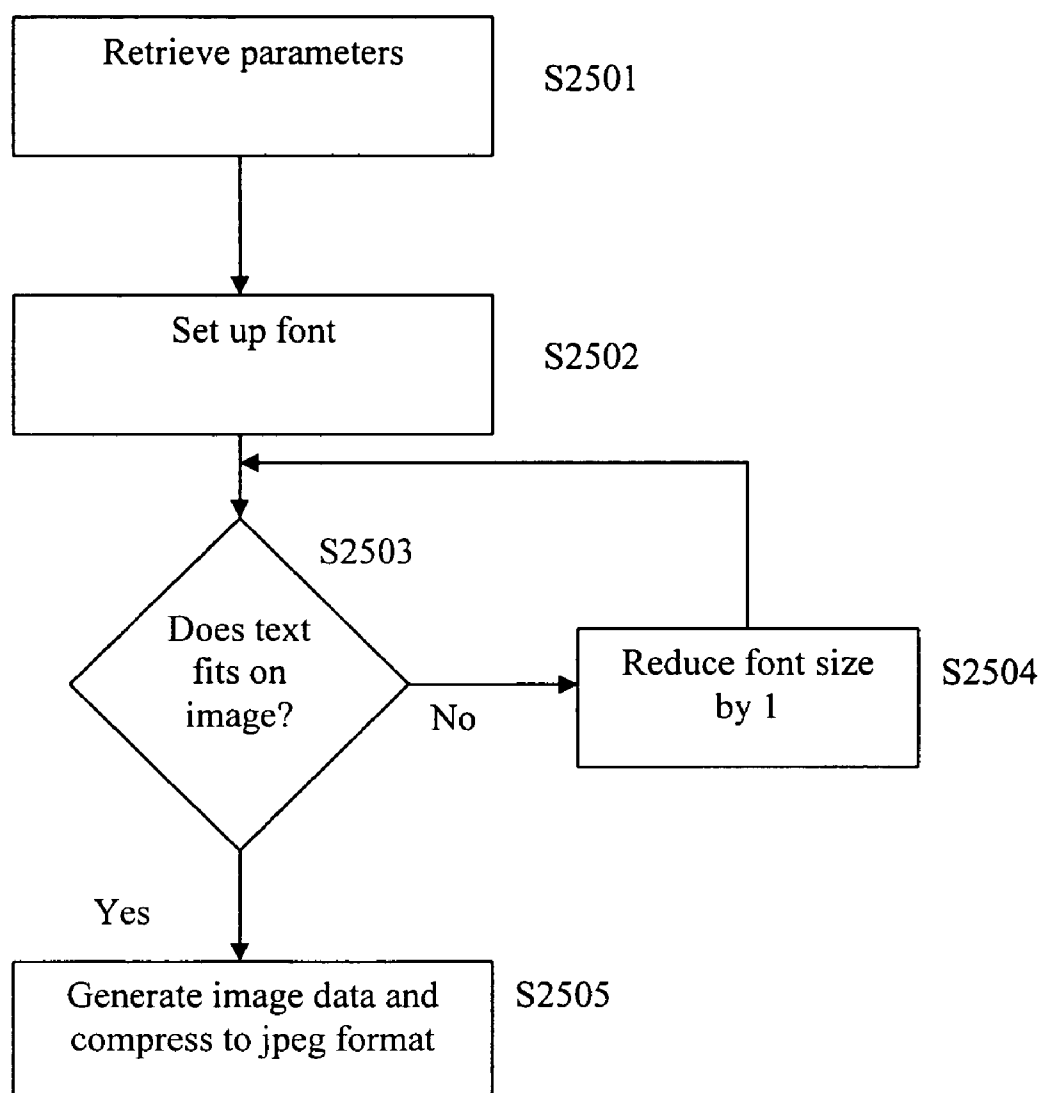 Retrieve parameters
S2501
Set up font
S2502
S2503
Does text
fits on
image?
No
Reduce font size
by 1
S2504
Yes
Generate image data and
compress to jpeg format
S2505